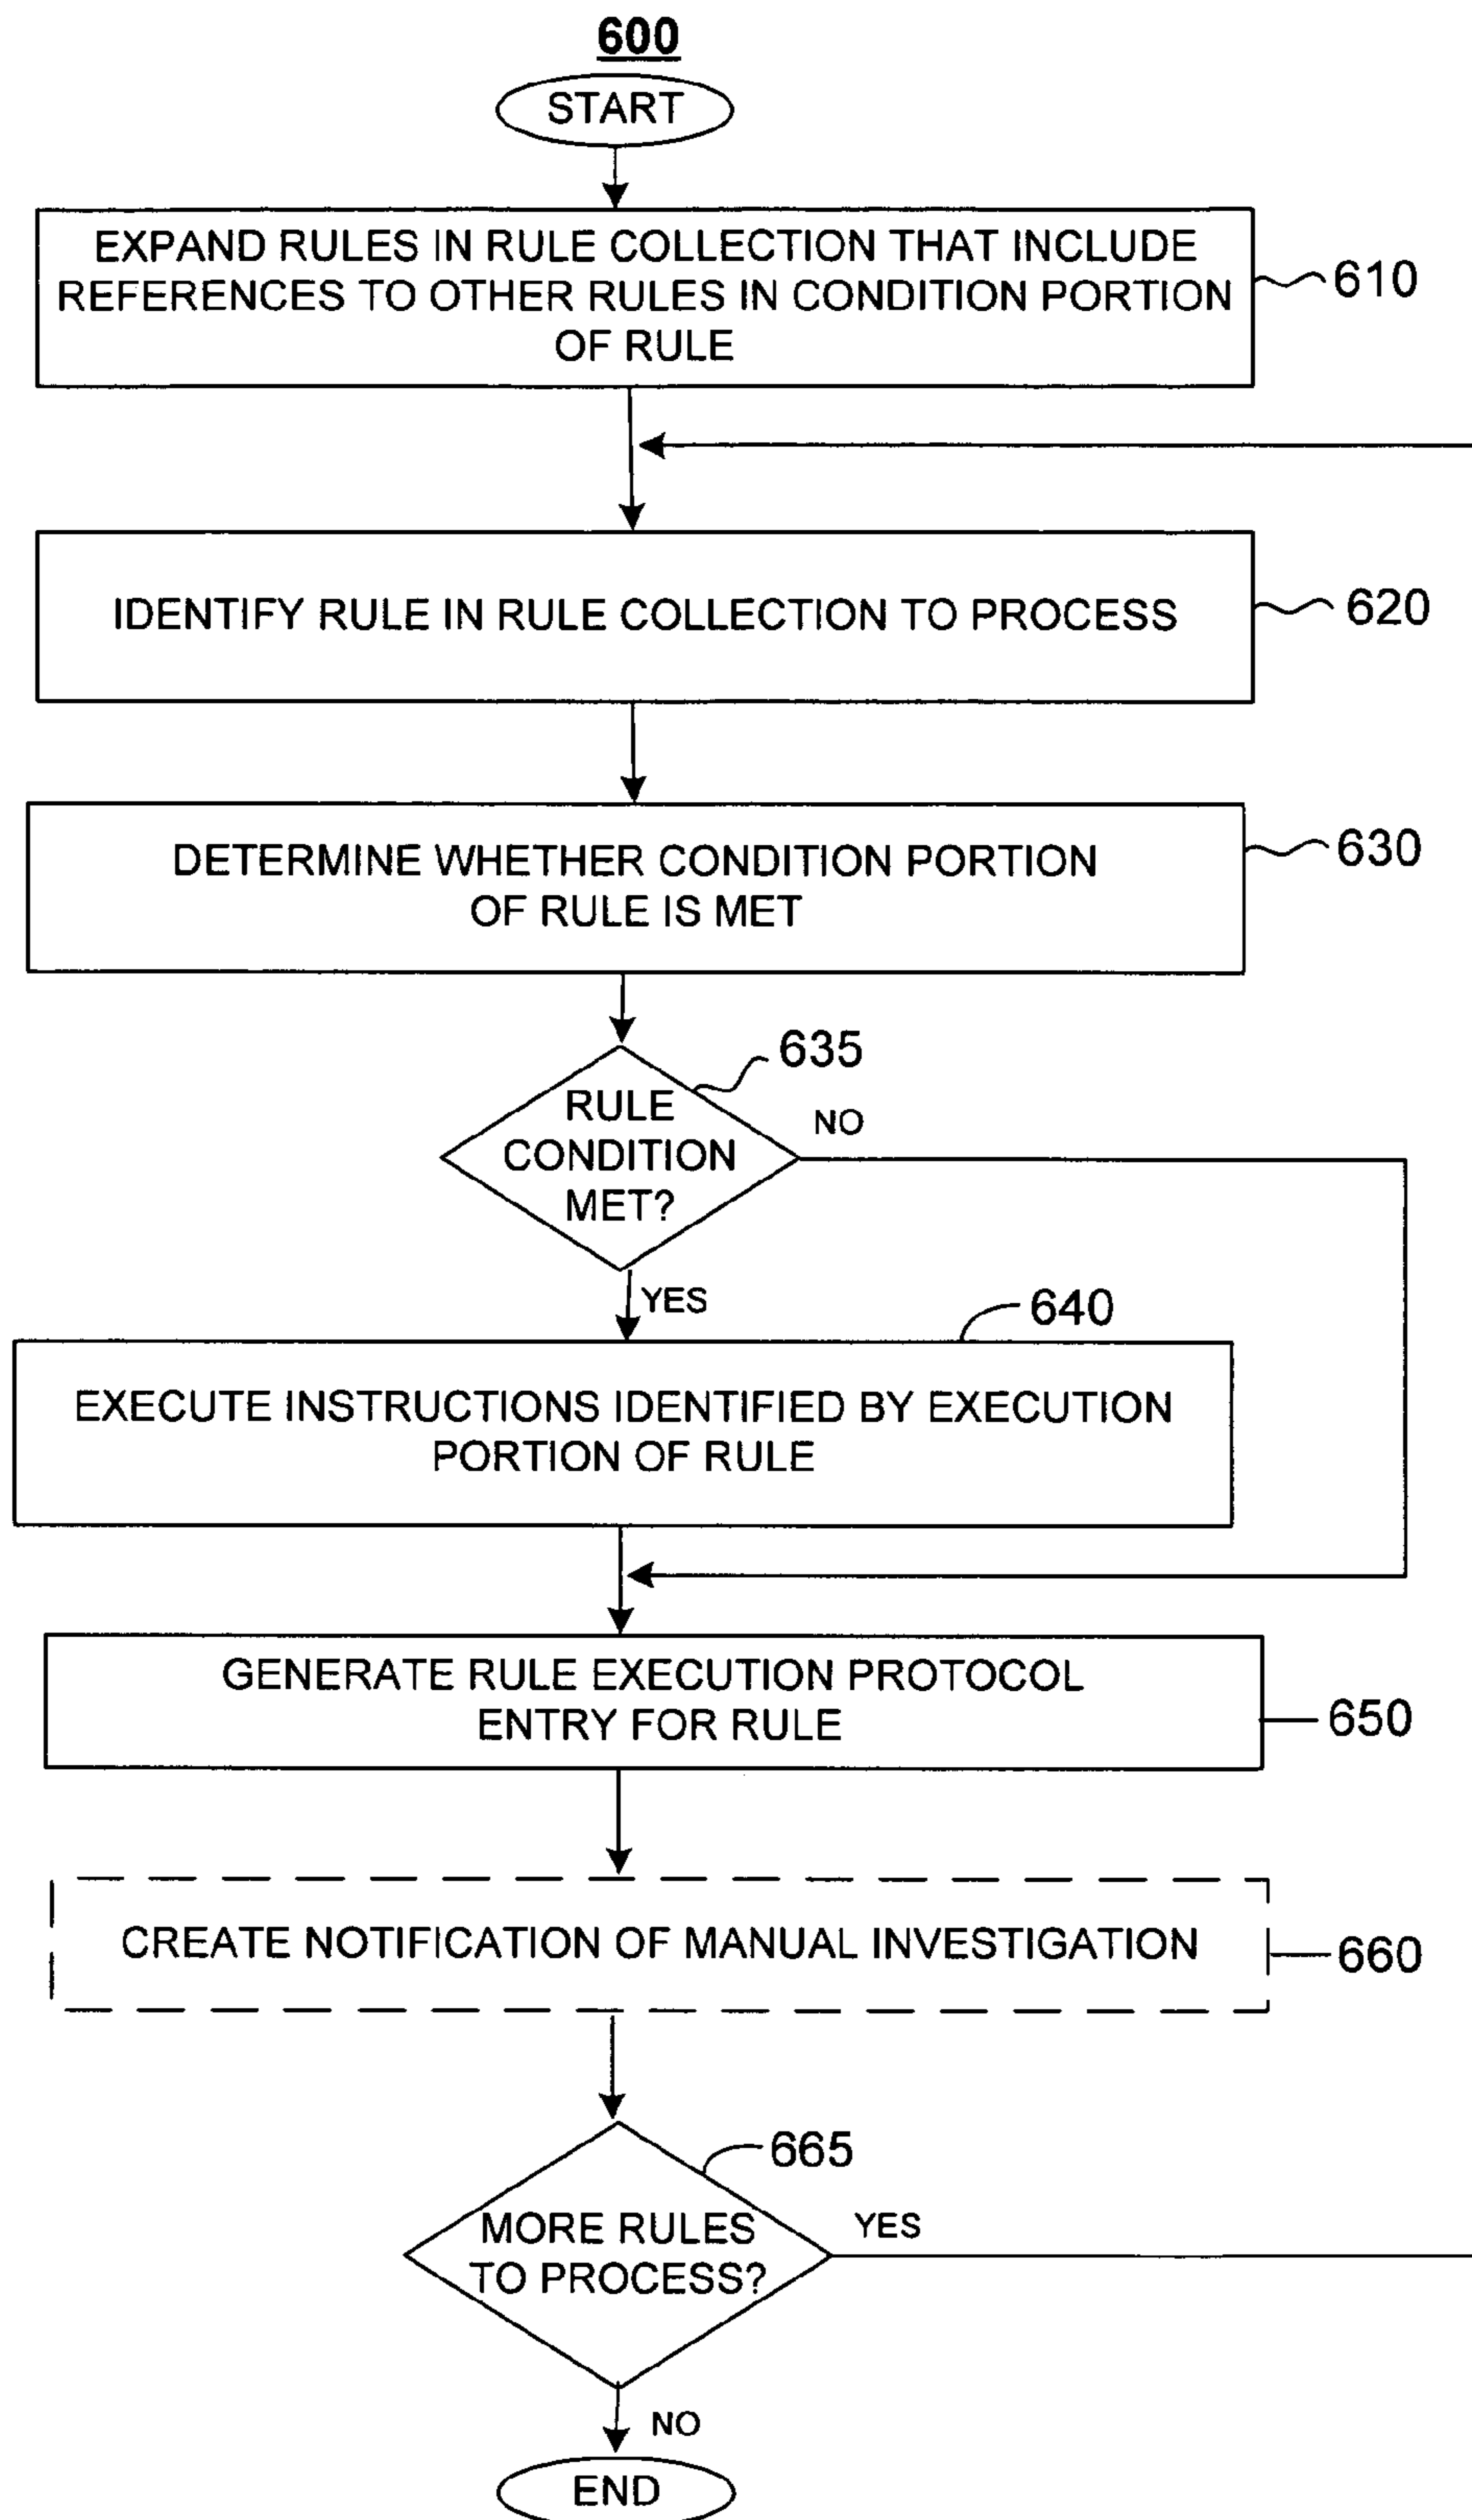 600
START
EXPAND RULES IN RULE COLLECTION THAT INCLUDE
REFERENCES TO OTHER RULES IN CONDITION PORTION
OF RULE
610
IDENTIFY RULE IN RULE COLLECTION TO PROCESS
620
DETERMINE WHETHER CONDITION PORTION
OF RULE IS MET
630
635
RULE
CONDITION
MET?
NO
YES
640
EXECUTE INSTRUCTIONS IDENTIFIED BY EXECUTION
PORTION OF RULE
GENERATE RULE EXECUTION PROTOCOL
ENTRY FOR RULE
650
CREATE NOTIFICATION OF MANUAL INVESTIGATION
660
665
MORE RULES
TO PROCESS?
YES
NO
END